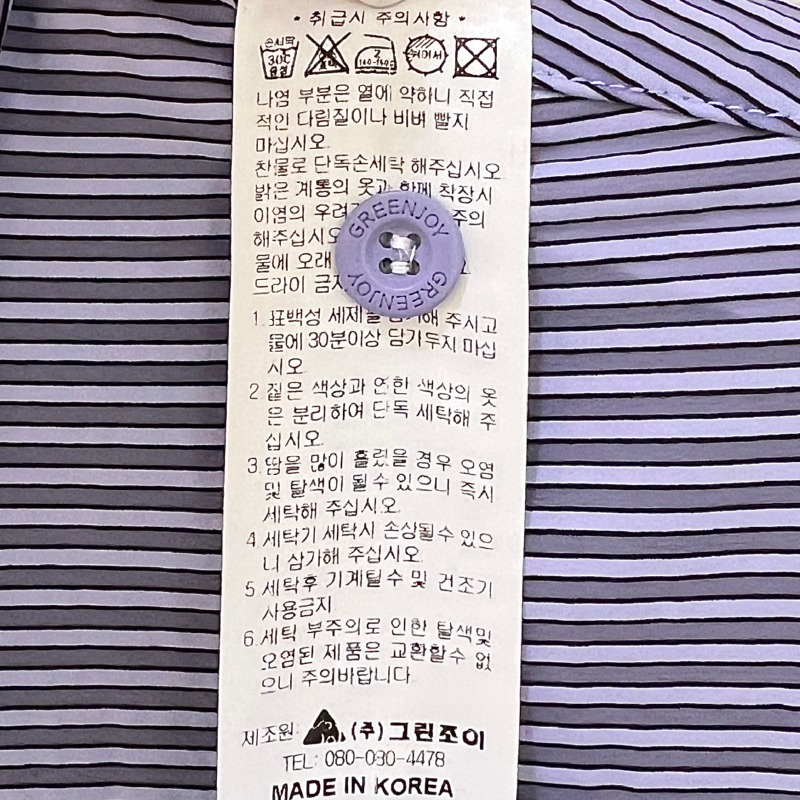 • 취급시 주의사항 •
손세탁
30℃
중성
2
140-160
뉘어서
나염 부분은 열에 약하니 직접
적인 다림질이나 비벼 빨지
마십시오.
찬물로 단독손세탁 해주십시오
밝은 계통의 옷과 함께 착장시
이염의 우려 주의
해주십시오
물에 오래
드라이 금지
GREENJOY
GREENJOY
1. 표백성 세제를 삼가해 주시고
물에 30분이상 담가두지 마십
시오.
2 짙은 색상과 연한 색상의 옷
은 분리하여 단독 세탁해 주
십시오.
3. 땀을 많이 흘렸을 경우 오염
및 탈색이 될 수 있으니 즉시
세탁해 주십시오.
4 세탁기 세탁시 손상될수 있으
니 삼가해 주십시오.
5 세탁후 기계틸 수 및 건조기
사용금지
6. 세탁 부주의로 인한 탈색및
오염된 제품은 교환할수 없
으니 주의바랍니다.
제조원: (주)그린조이
TEL: 080-030-4478
MADE IN KOREA